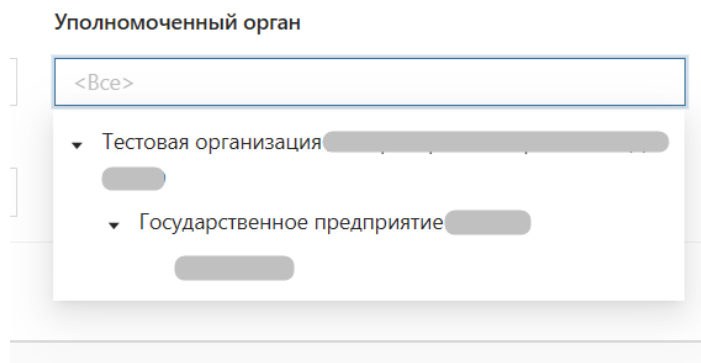 Уполномоченный орган
<Все>
Тестовая организация
Государственное предприятие